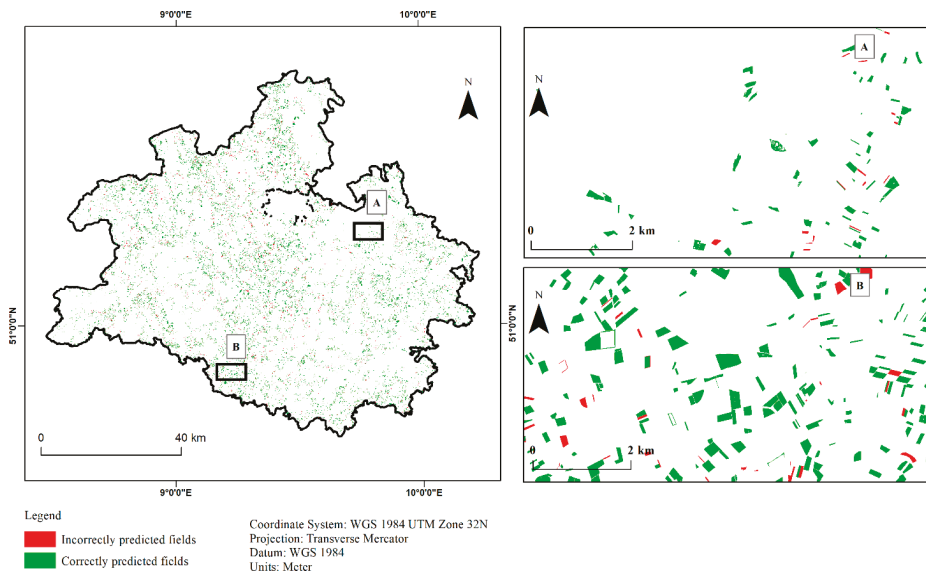 9°0'0"E
10°0'0"E
N
A
B
51°0'0"N
0
40 km
9°0'0"E
10°0'0"E
A
N
0
2 km
B
N
51°0'0"N
0
2 km
Legend
Incorrectly predicted fields
Correctly predicted fields
Coordinate System: WGS 1984 UTM Zone 32N
Projection: Transverse Mercator
Datum: WGS 1984
Units: Meter